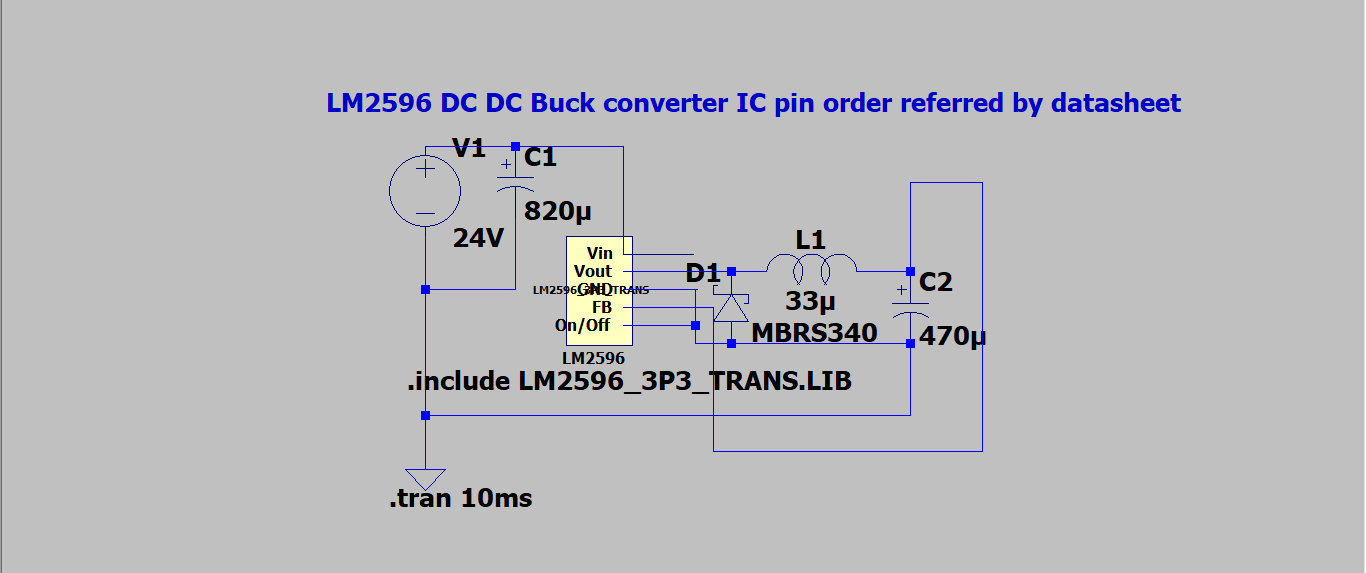 LM2596 DC DC Buck converter IC pin order referred by datasheet
V1
+
C1
820µ
24V
Vin
Vout
GND
LM2596_3P3_TRANS
FB
On/Off
LM2596
D1
L1
33µ
+
C2
MBRS340
470µ
.include LM2596_3P3_TRANS.LIB
.tran 10ms